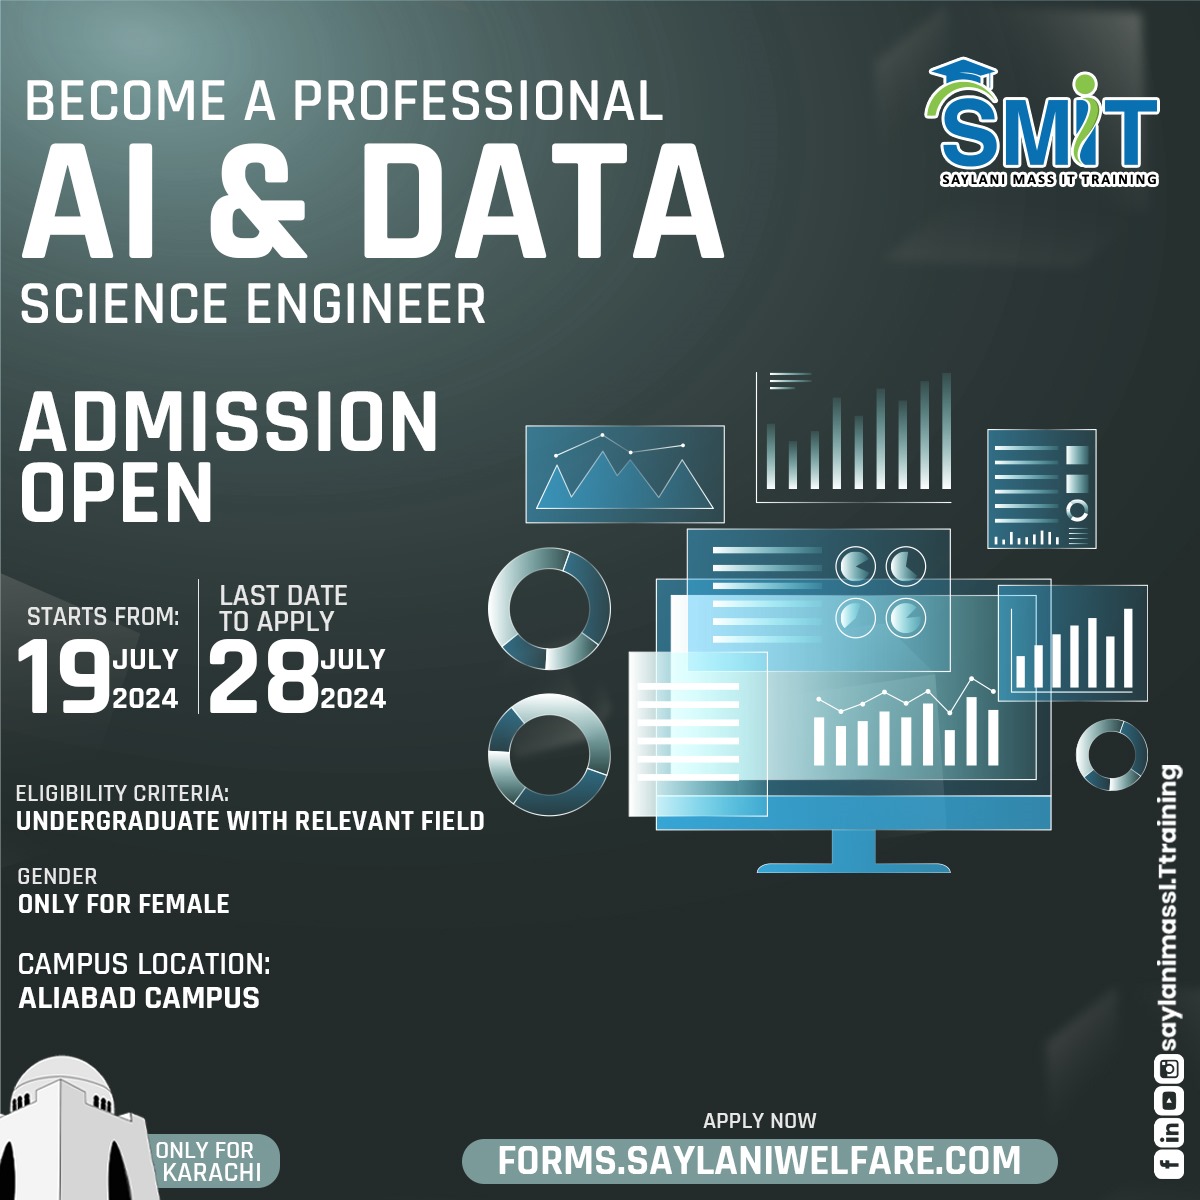 BECOME A PROFESSIONAL
AI & DATA
SCIENCE ENGINEER
SMiT
SAYLANI MASS IT TRAINING
ADMISSION
OPEN
STARTS FROM:
19 JULY
2024
LAST DATE
TO APPLY
28 JULY
2024
ELIGIBILITY CRITERIA:
UNDERGRADUATE WITH RELEVANT FIELD
GENDER
ONLY FOR FEMALE
CAMPUS LOCATION:
ALIABAD CAMPUS
ONLY FOR
KARACHI
APPLY NOW
FORMS.SAYLANIWELFARE.COM
saylanimassI.Ttraining